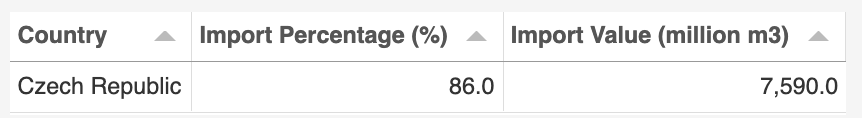 Country Import Percentage (%) Import Value (million m3)
Czech Republic 86.0 7,590.0